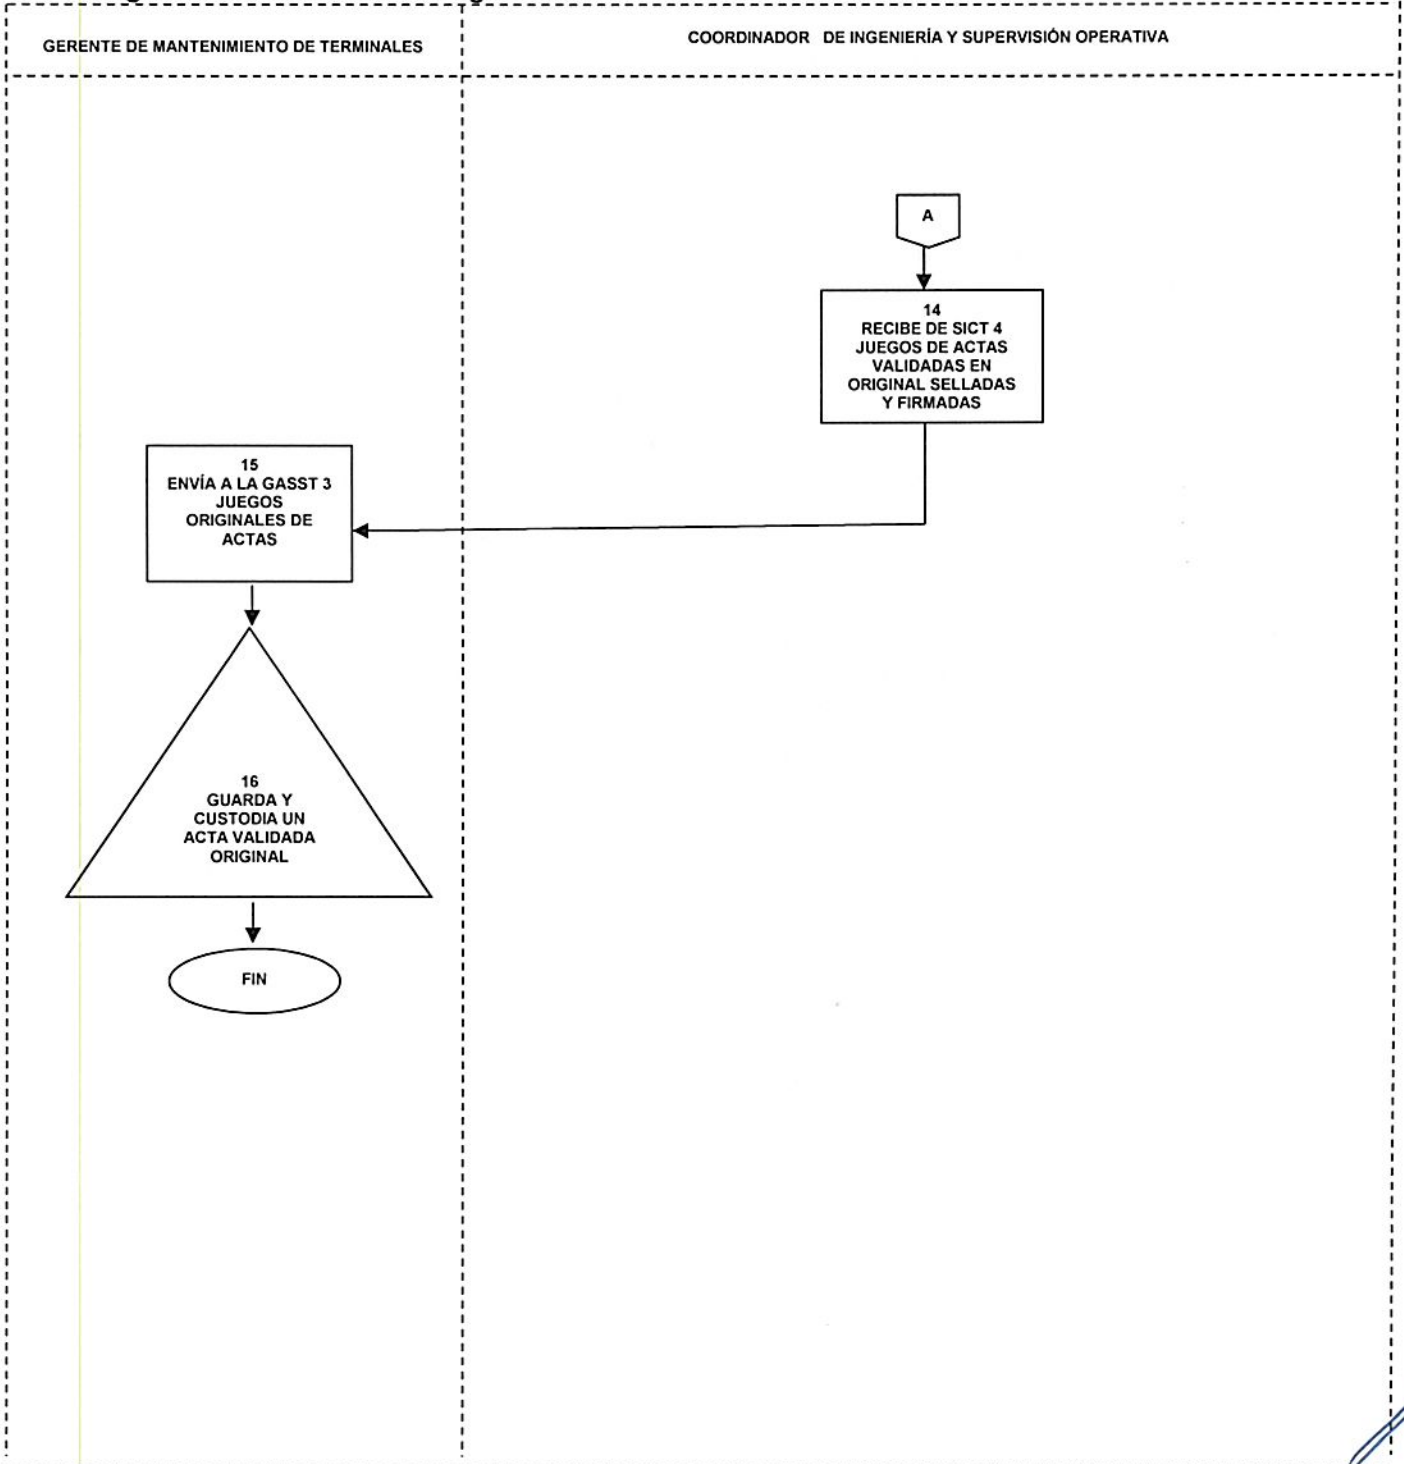 GERENTE DE MANTENIMIENTO DE TERMINALES
COORDINADOR DE INGENIERÍA Y SUPERVISIÓN OPERATIVA
A
14
RECIBE DE SICT 4
JUEGOS DE ACTAS
VALIDADAS EN
ORIGINAL SELLADAS
Y FIRMADAS
15
ENVÍA A LA GASST 3
JUEGOS
ORIGINALES DE
ACTAS
16
GUARDA Y
CUSTODIA UN
ACTA VALIDADA
ORIGINAL
FIN